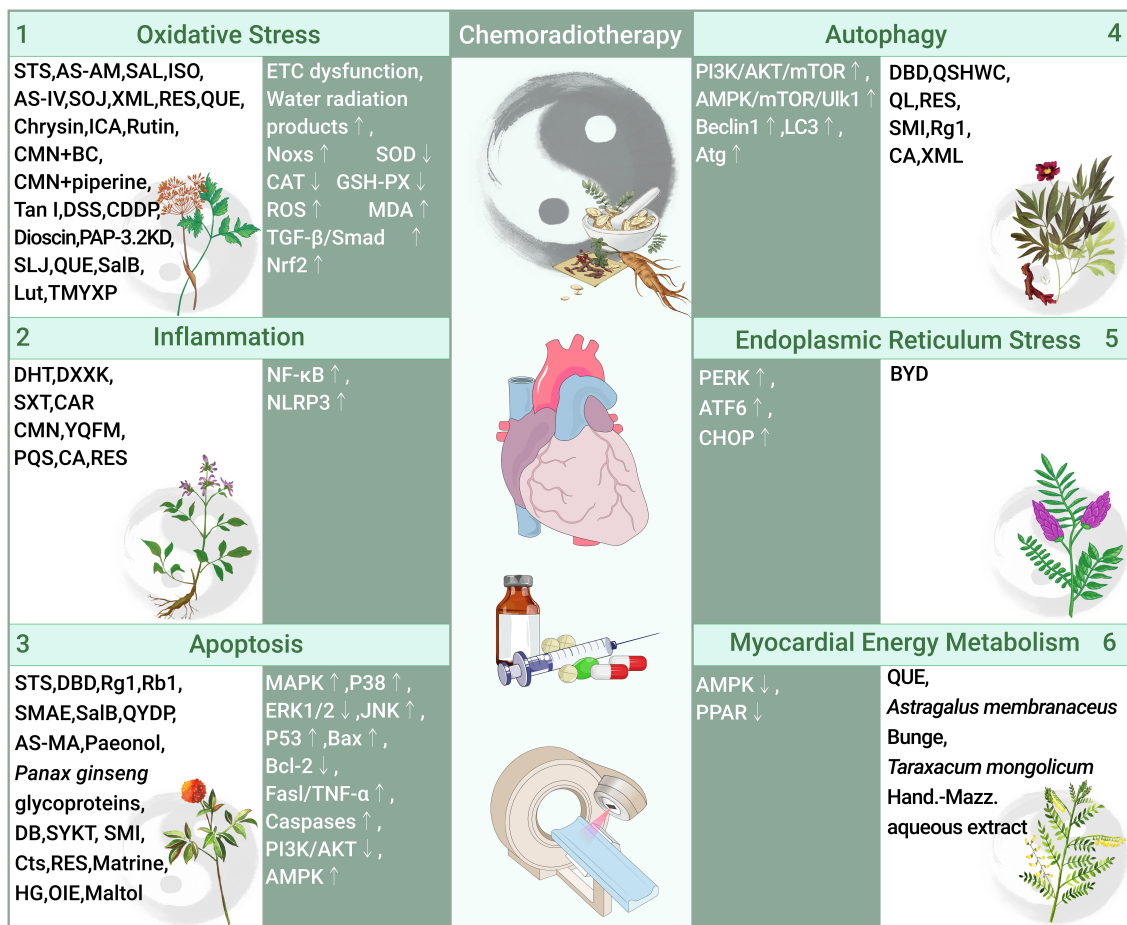 1 Oxidative Stress
STS,AS-AM,SAL,ISO,
AS-IV,SOJ,XML,RES,QUE,
Chrysin,ICA,Rutin,
CMN+BC,
CMN+piperine,
Tan I,DSS,CDDP,
Dioscin,PAP-3.2KD,
SLJ,QUE,SalB,
Lut,TMYXP
ETC dysfunction,
Water radiation
products ↑,
Noxs ↑ SOD ↓
CAT ↓ GSH-PX ↓
ROS ↑ MDA ↑
TGF-β/Smad ↑
Nrf2 ↑
2 Inflammation
DHT,DXXK,
SXT,CAR
CMN,YQFM,
PQS,CA,RES
NF-κB ↑,
NLRP3 ↑
3 Apoptosis
STS,DBD,Rg1,Rb1,
SMAE,SalB,QYDP,
AS-MA,Paeonol,
Panax ginseng
glycoproteins,
DB,SYKT, SMI,
Cts,RES,Matrine,
HG,OIE,Maltol
MAPK ↑,P38 ↑,
ERK1/2 ↓,JNK ↑,
P53 ↑,Bax ↑,
Bcl-2 ↓,
Fasl/TNF-α ↑,
Caspases ↑,
PI3K/AKT ↓,
AMPK ↑
Chemoradiotherapy
Autophagy 4
PI3K/AKT/mTOR ↑,
AMPK/mTOR/Ulk1 ↑
Beclin1 ↑,LC3 ↑,
Atg ↑
DBD,QSHWC,
QL,RES,
SMI,Rg1,
CA,XML
Endoplasmic Reticulum Stress 5
PERK ↑,
ATF6 ↑,
CHOP ↑
BYD
Myocardial Energy Metabolism 6
AMPK ↓,
PPAR ↓
QUE,
Astragalus membranaceus
Bunge,
Taraxacum mongolicum
Hand.-Mazz.
aqueous extract